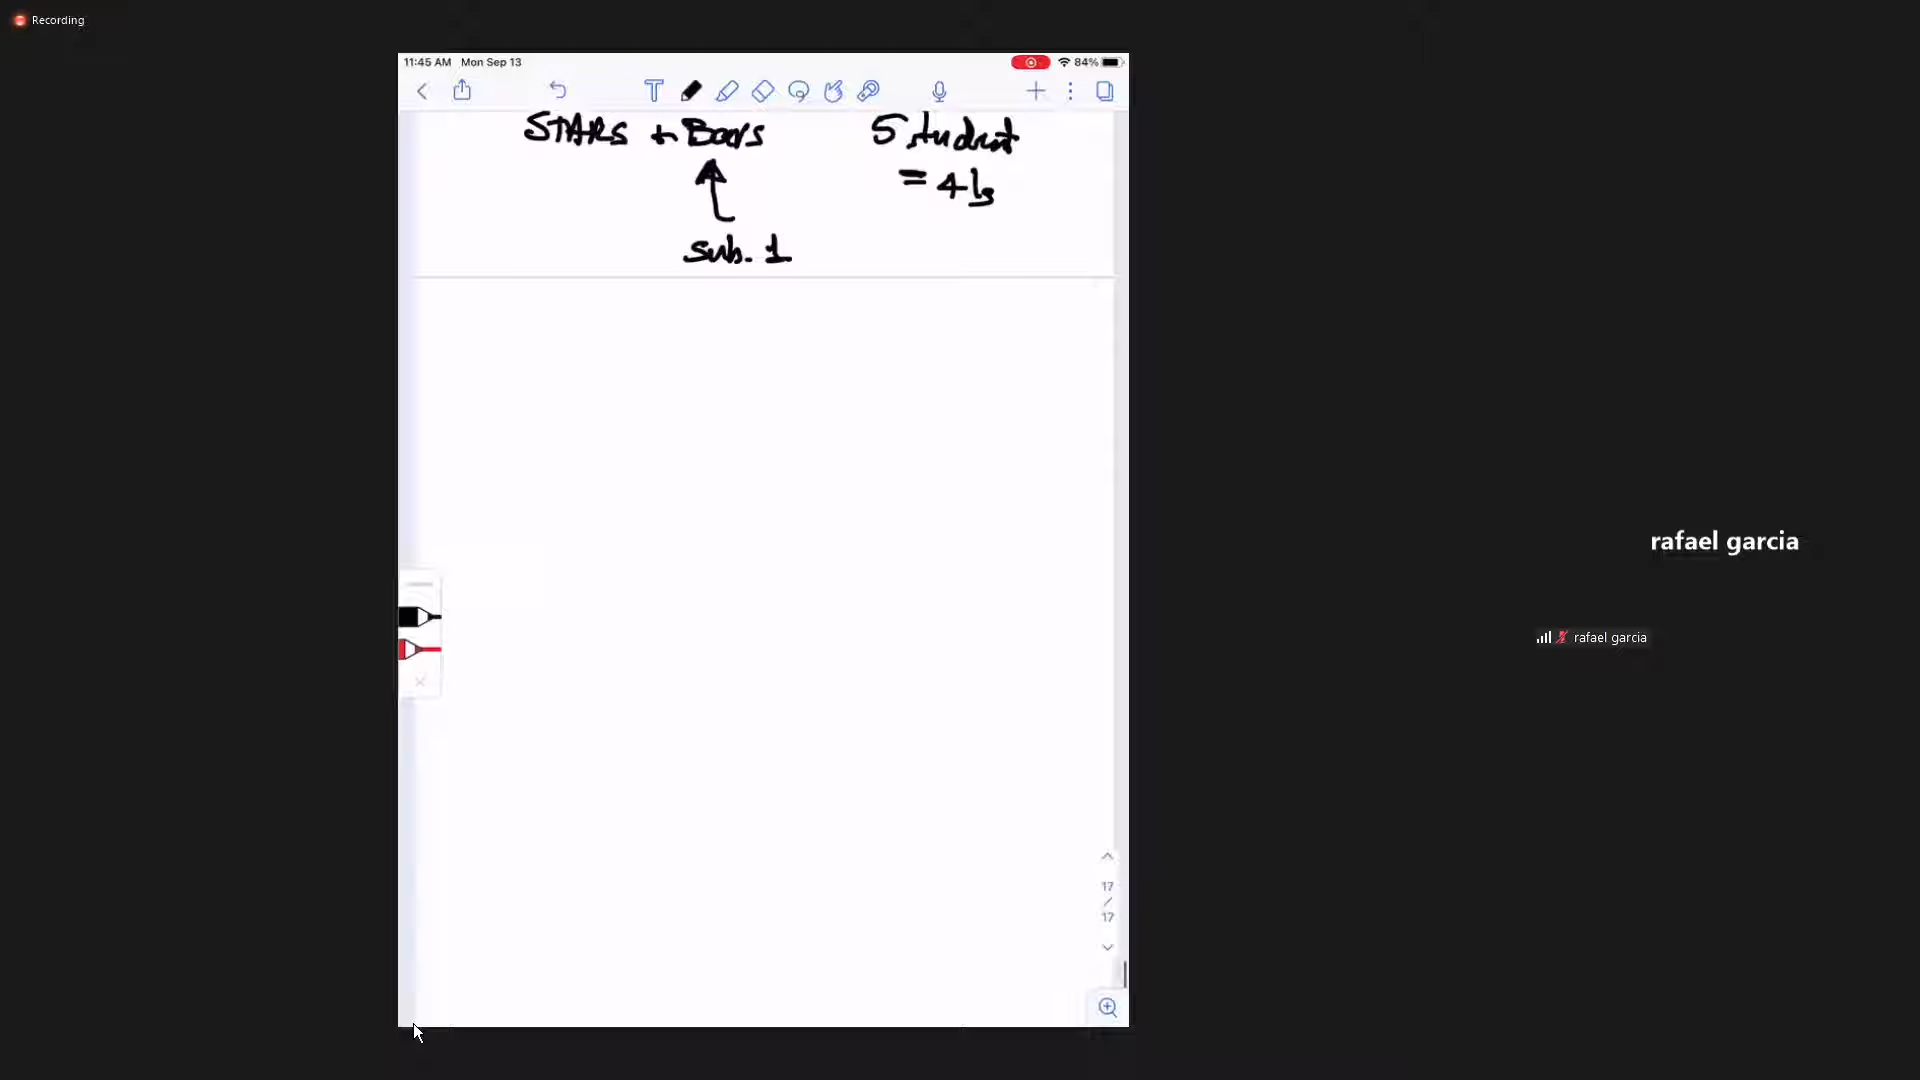 Recording
11:45 AM Mon Sep 13
84%
STARS + Bars 5 student
= 4 1s
sub. 1
17
/
17
rafael garcia
rafael garcia